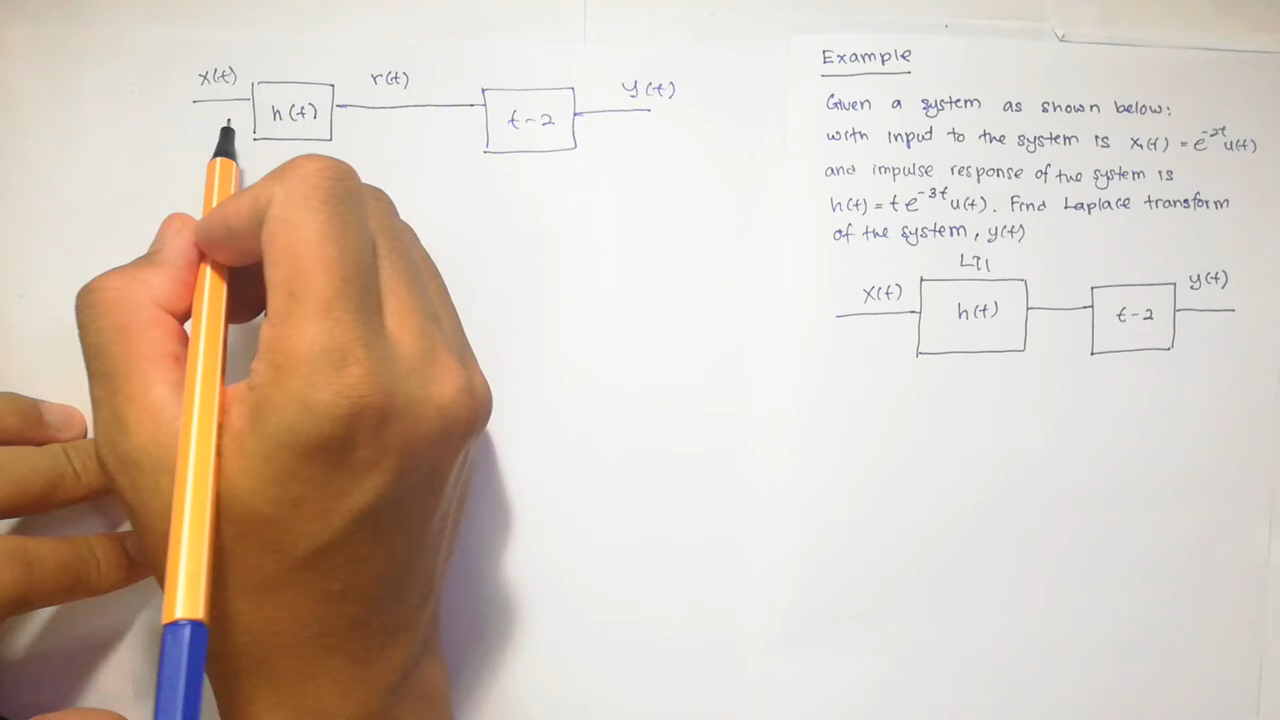 x(t) h(t) r(t) t-2 y(t)
Example
Given a system as shown below:
with input to the system is x(t) = e^-2t u(t)
and impulse response of the system is
h(t) = t e^-3t u(t). Find Laplace transform
of the system, y(t)
LTI
x(t) h(t) t-2 y(t)